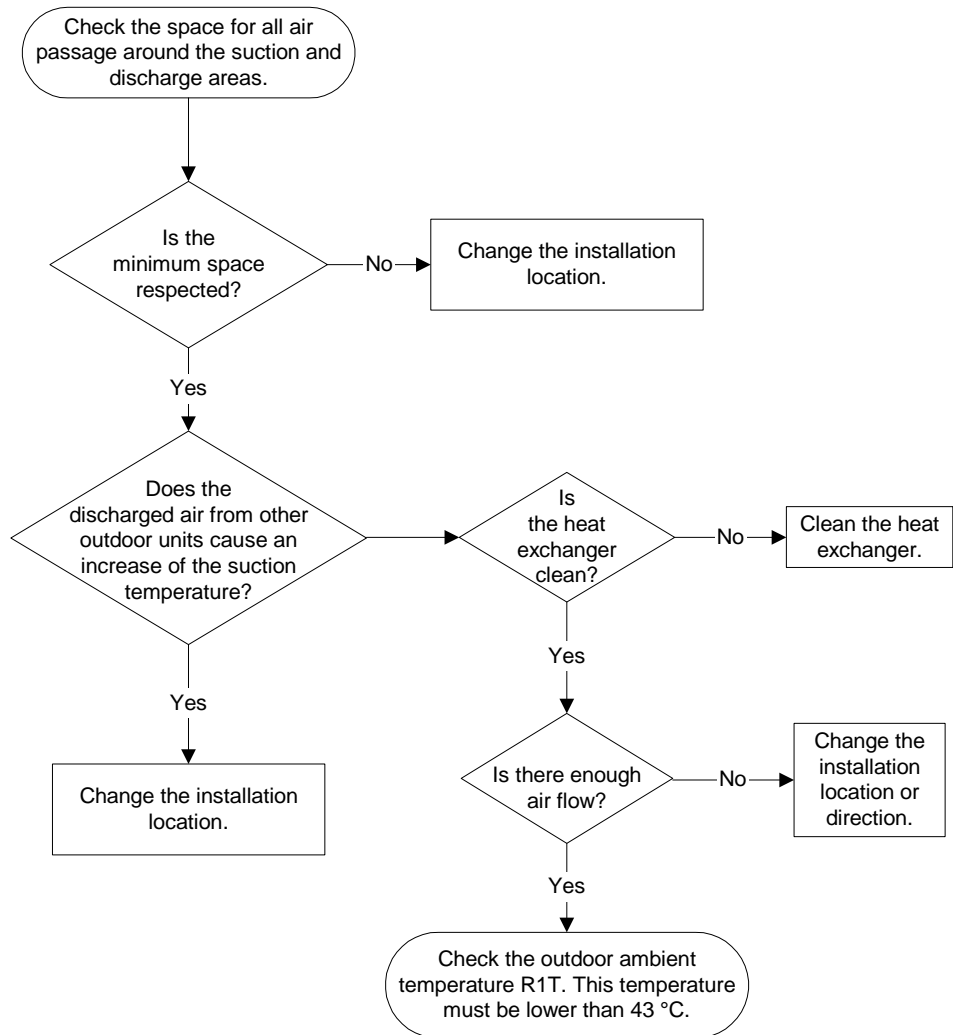 Check the space for all air
passage around the suction and
discharge areas.
Is the
minimum space
respected?
No
Change the installation
location.
Yes
Does the
discharged air from other
outdoor units cause an
increase of the suction
temperature?
Is
the heat
exchanger
clean?
No
Clean the heat
exchanger.
Yes
Yes
Change the installation
location.
Is there enough
air flow?
No
Change the
installation
location or
direction.
Yes
Check the outdoor ambient
temperature R1T. This temperature
must be lower than 43 °C.